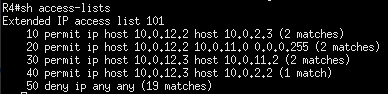 R4#sh access-lists
Extended IP access list 101
    10 permit ip host 10.0.12.2 host 10.0.2.3 (2 matches)
    20 permit ip host 10.2.12.2 10.0.11.0 0.0.0.255 (2 matches)
    30 permit ip host 10.3.12.3 host 10.0.11.2 (2 matches)
    40 permit ip host 10.3.12.3 host 10.0.2.2 (1 match)
    50 deny ip any any (19 matches)